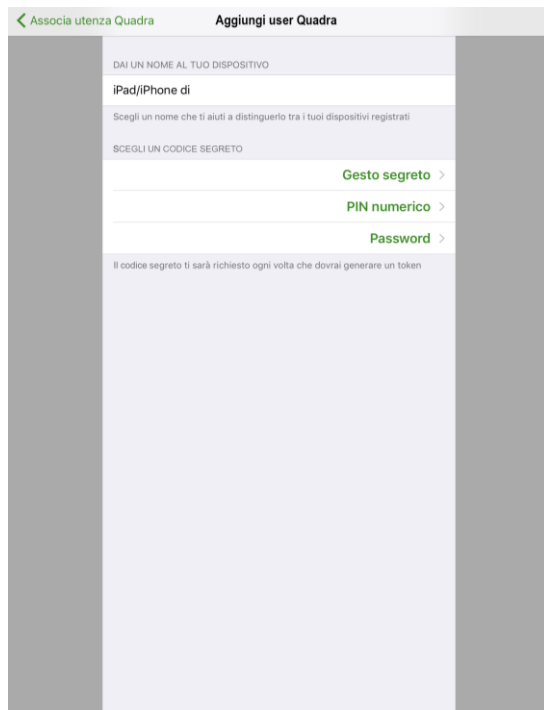 Associa utenza Quadra
Aggiungi user Quadra
DAI UN NOME AL TUO DISPOSITIVO
iPad/iPhone di
Scegli un nome che ti aiuti a distinguerlo tra i tuoi dispositivi registrati
SCEGLI UN CODICE SEGRETO
Gesto segreto
PIN numerico
Password
Il codice segreto ti sarà richiesto ogni volta che dovrai generare un token